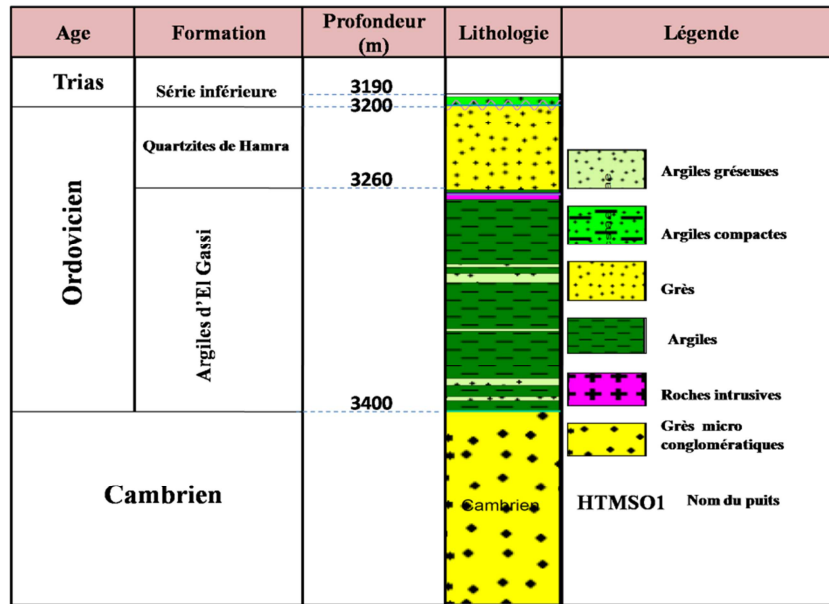 Age
Formation
Profondeur
(m)
Lithologie
Légende
Trias
Série inférieure
3190
3200
Quartzites de Hamra
3260
Ordovicien
Argiles d'El Gassi
3400
Cambrien
Cambrien
Argiles gréseuses
Argiles compactes
Grès
Argiles
Roches intrusives
Grès micro
conglomératiques
HTMSO1 Nom du puits